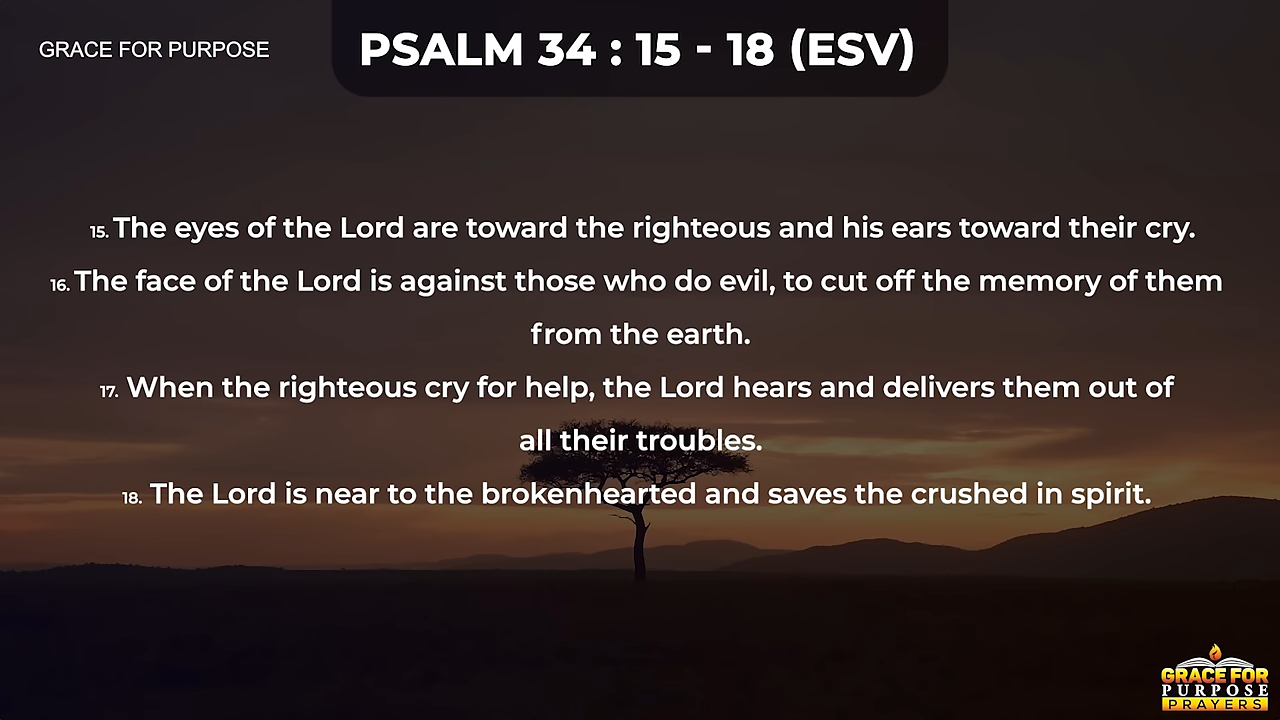 GRACE FOR PURPOSE
PSALM 34 : 15 - 18 (ESV)
15. The eyes of the Lord are toward the righteous and his ears toward their cry.
16. The face of the Lord is against those who do evil, to cut off the memory of them
from the earth.
17. When the righteous cry for help, the Lord hears and delivers them out of
all their troubles.
18. The Lord is near to the brokenhearted and saves the crushed in spirit.
GRACE FOR
PURPOSE
PRAYERS